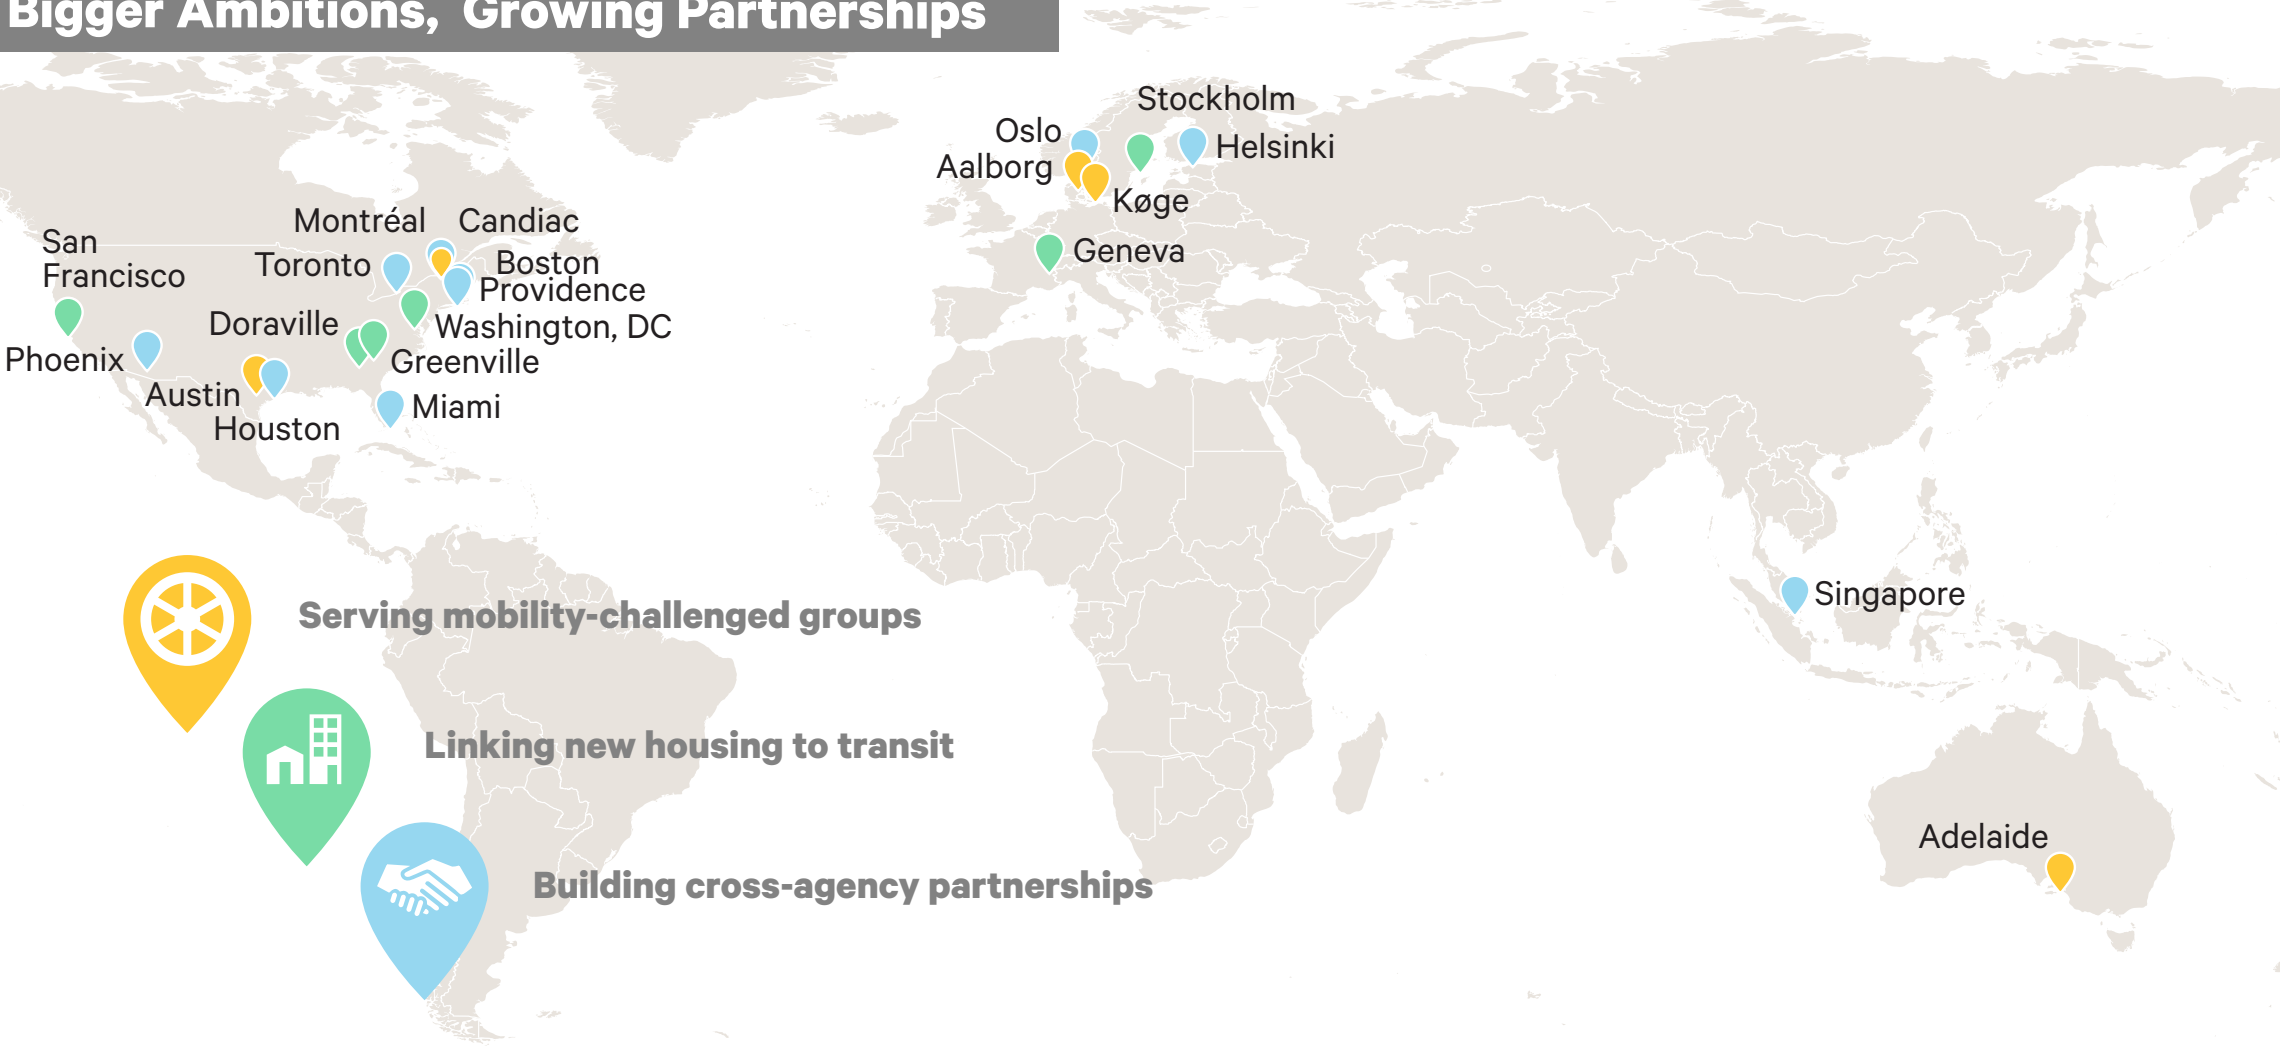 Bigger Ambitions, Growing Partnerships
Stockholm
Oslo
Helsinki
Aalborg
Køge
Geneva
Montréal
Candiac
San
Francisco
Toronto
Boston
Providence
Doraville
Washington, DC
Phoenix
Greenville
Austin
Miami
Houston
Singapore
Serving mobility-challenged groups
Linking new housing to transit
Adelaide
Building cross-agency partnerships